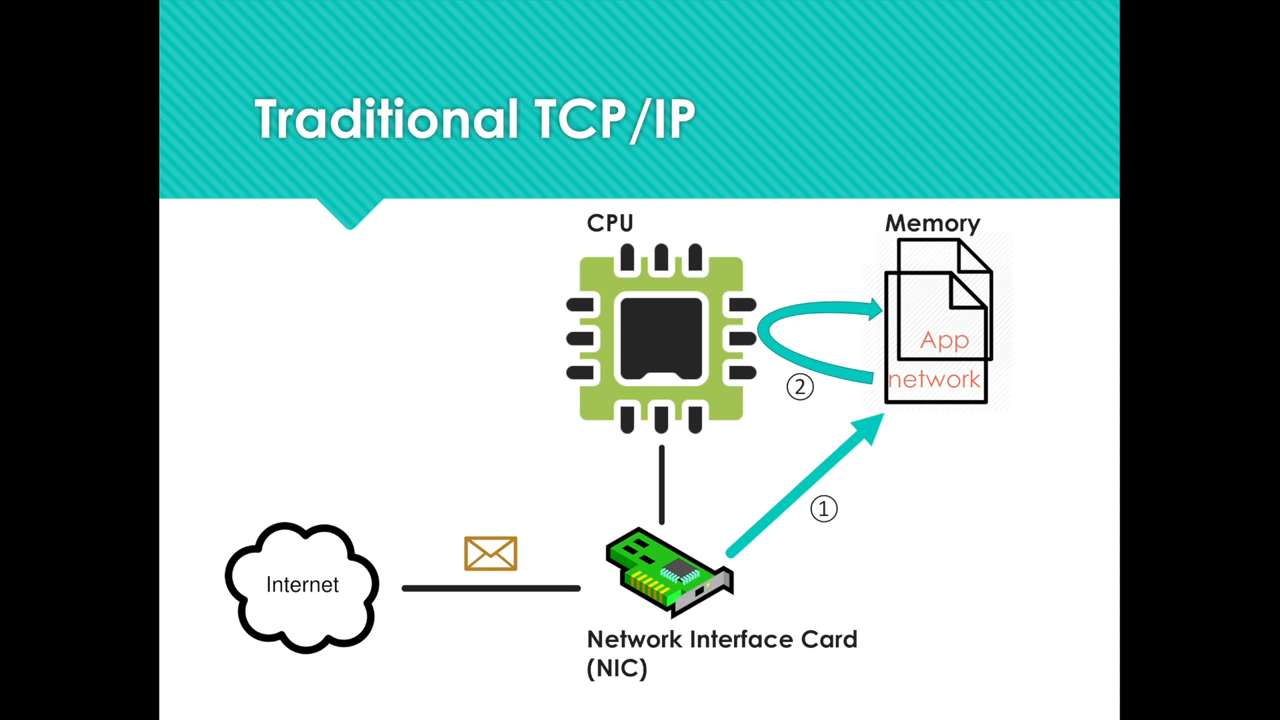 Traditional TCP/IP
CPU
Memory
App
network
②
①
Internet
Network Interface Card
(NIC)